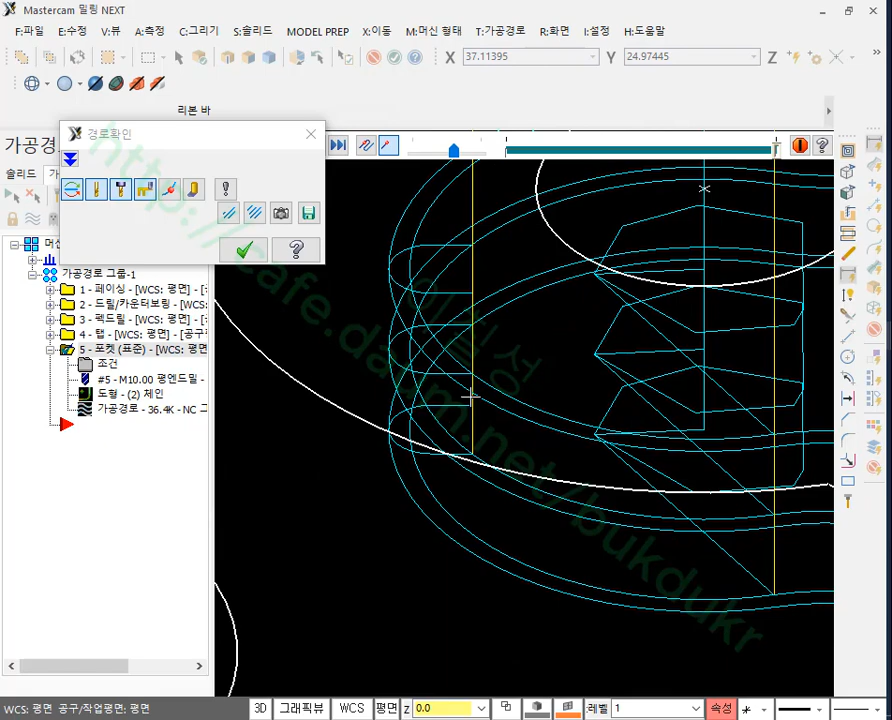 Mastercam 밀링 NEXT
F:파일 E:수정 V:뷰 A:측정 C:그리기 S:솔리드 MODEL PREP X:이동 M:머신 형태 T:가공경로 R:화면 I:설정 H:도움말
X 37.11395 Y 24.97445 Z
리본 바
경로확인
가공경
솔리드
머신
가공경로 그룹-1
1 - 페이싱 - [WCS: 평면] - [
2 - 드릴/카운터보링 - [WCS:
3 - 펙드릴 - [WCS: 평면] - [
4 - 탭 - [WCS: 평면] - [공구
5 - 포켓 (표준) - [WCS: 평면
조건
#5 - M10.00 평엔드밀 -
도형 - (2) 체인
가공경로 - 36.4K - NC
http://cafe.daum.net/bukdukr
WCS: 평면 공구/작업평면: 평면
3D 그래픽뷰 WCS 평면 Z 0.0 레벨 1 속성